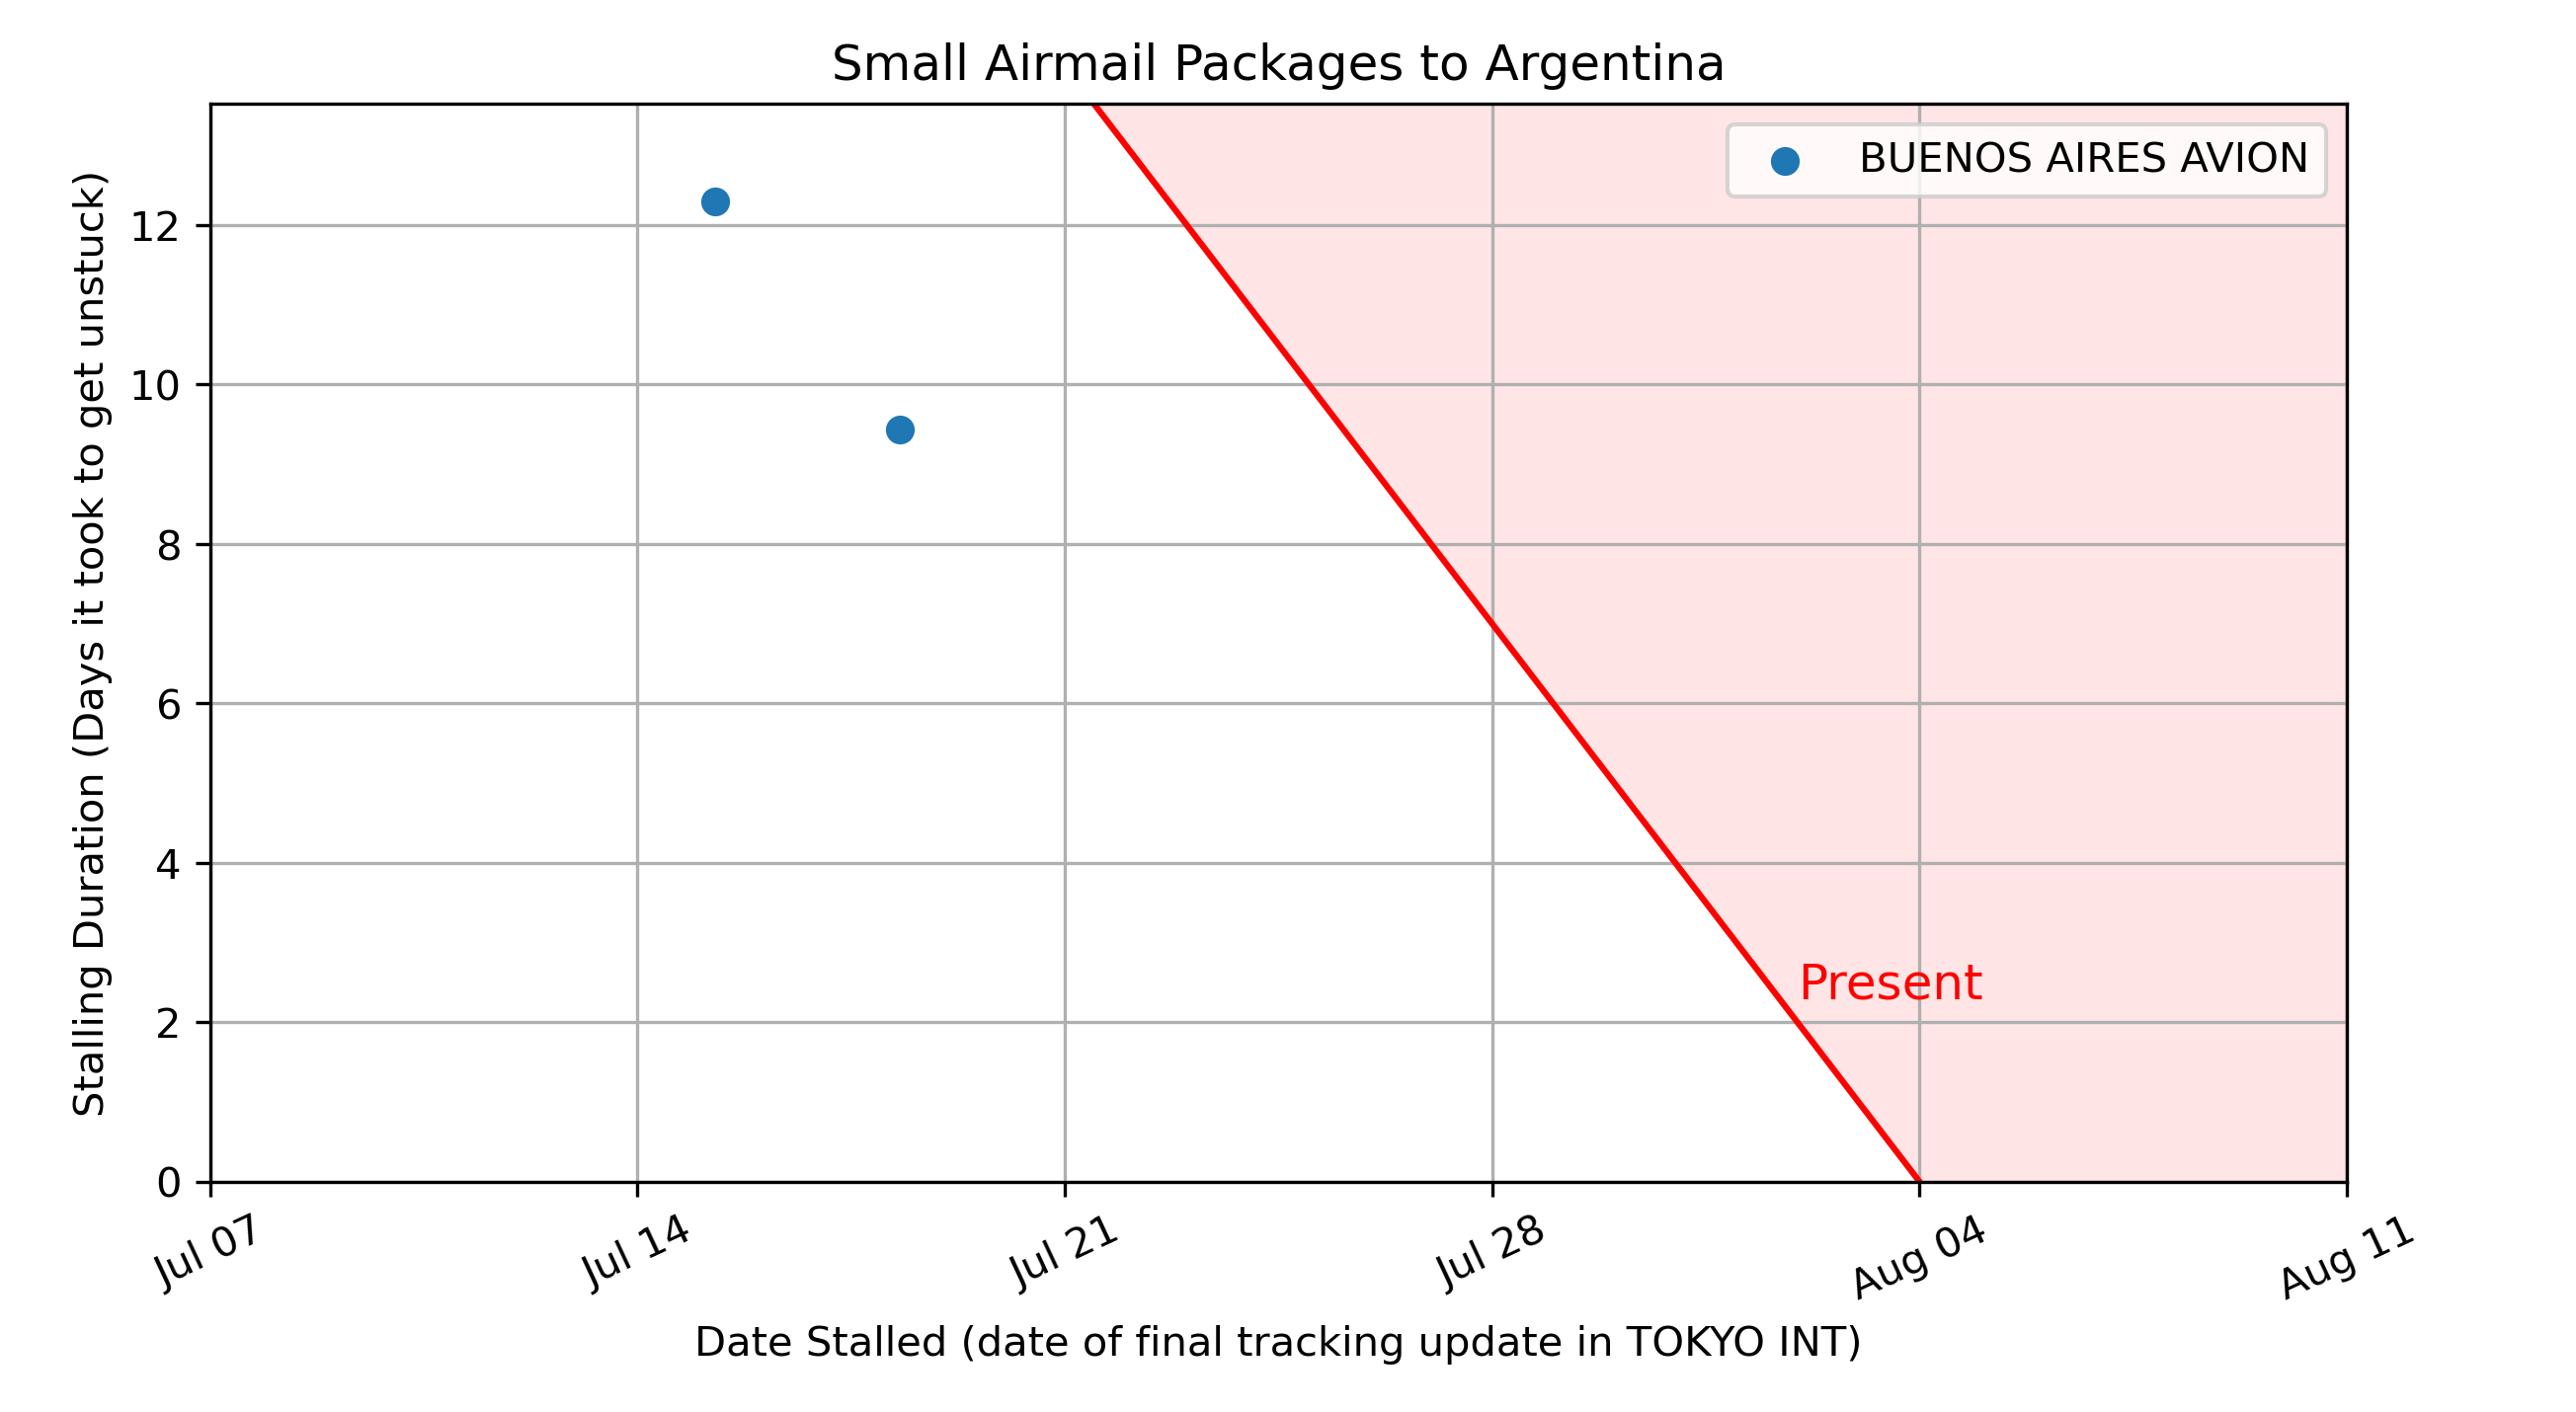 Small Airmail Packages to Argentina
BUENOS AIRES AVION
Stalling Duration (Days it took to get unstuck)
12
10
8
6
4
2
0
Present
Jul 07
Jul 14
Jul 21
Jul 28
Aug 04
Aug 11
Date Stalled (date of final tracking update in TOKYO INT)